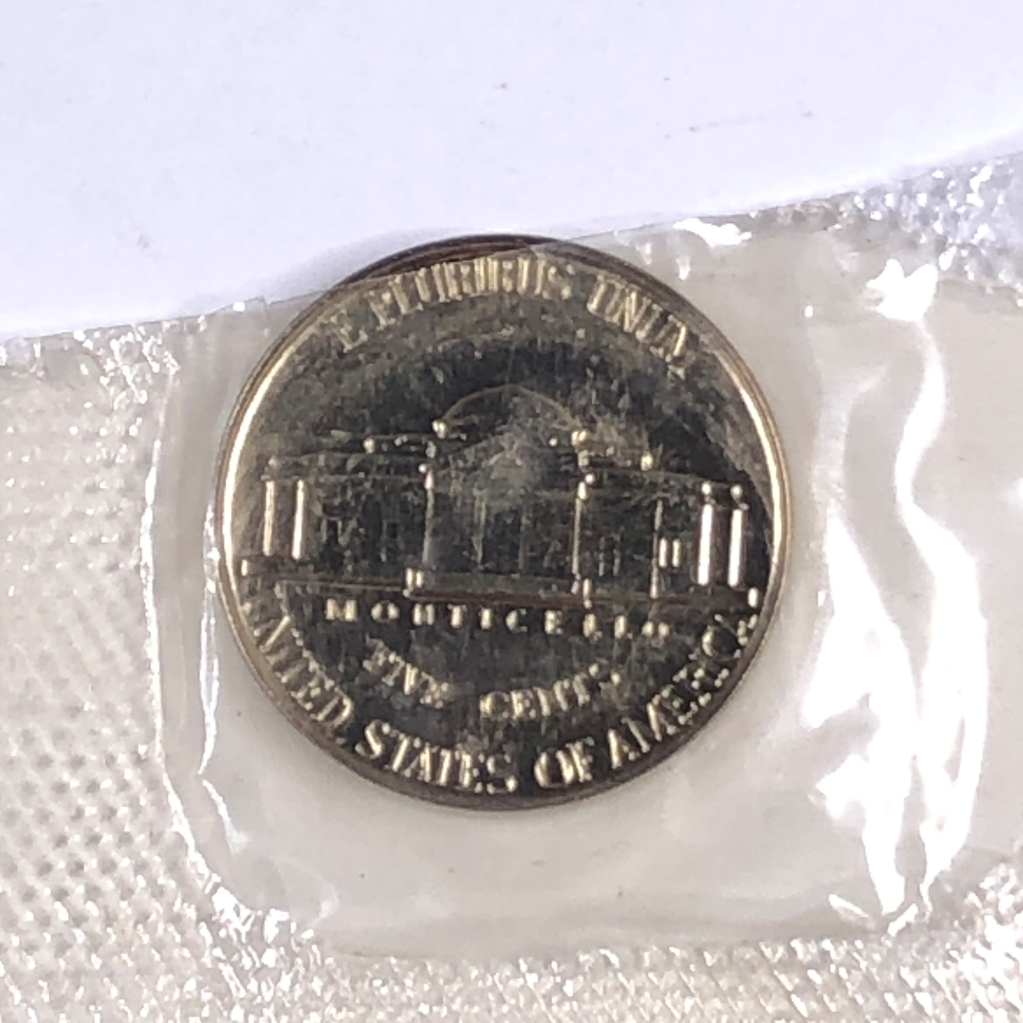 E PLURIBUS UNUM
MONTICELLO
FIVE CENTS
UNITED STATES OF AMERICA